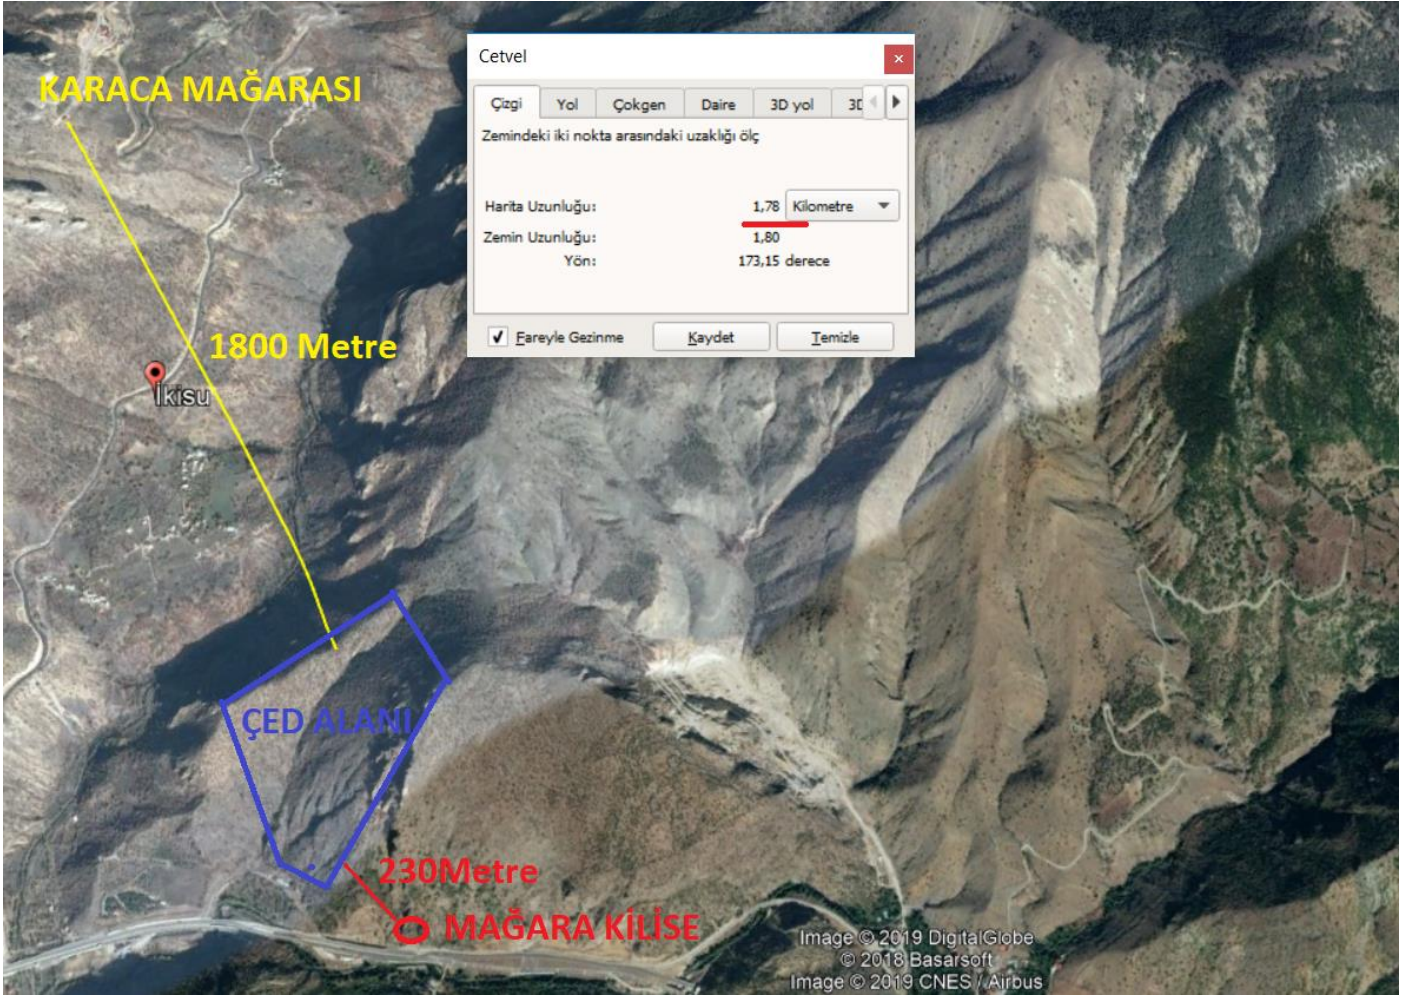 KARACA MAĞARASI
Cetvel
x
Çizgi Yol Çokgen Daire 3D yol
Zemindeki iki nokta arasındaki uzaklığı ölç
Harita Uzunluğu: 1,78 Kilometre
Zemin Uzunluğu: 1,80
Yön: 173,15 derece
Fareyle Gezinme Kaydet Temizle
1800 Metre
İkisu
ÇED ALANI
230Metre
MAĞARA KİLİSE
Image © 2019 DigitalGlobe
© 2018 Basarsoft
Image © 2019 CNES / Airbus